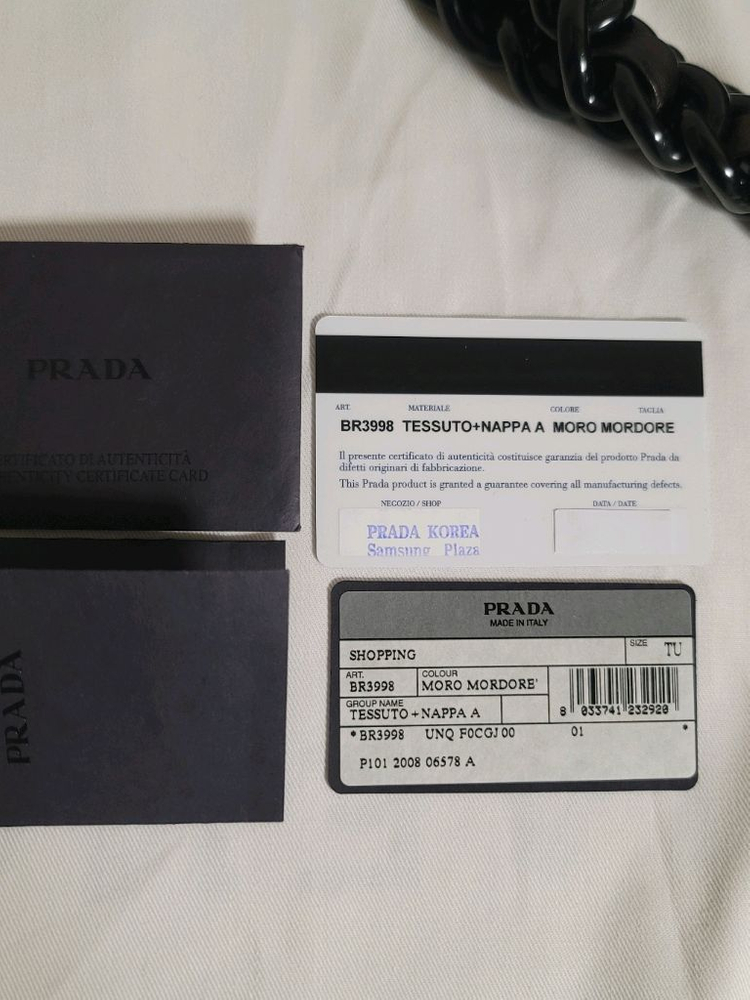 PRADA
CERTIFICATO DI AUTENTICITÀ
AUTHENTICITY CERTIFICATE CARD
PRADA
ART. MATERIALE COLORE TAGLIA
BR3998 TESSUTO+NAPPA A MORO MORDORE
Il presente certificato di autenticità costituisce garanzia del prodotto Prada da
difetti originari di fabbricazione.
This Prada product is granted a guarantee covering all manufacturing defects.
NEGOZIO / SHOP DATA / DATE
PRADA KOREA
Samsung Plaza
PRADA
MADE IN ITALY
SHOPPING SIZE TU
ART. COLOUR
BR3998 MORO MORDORE'
GROUP NAME
TESSUTO+NAPPA A
8 033741 232920
*BR3998 UNQ F0CGJ 00 01 *
P101 2008 06578 A